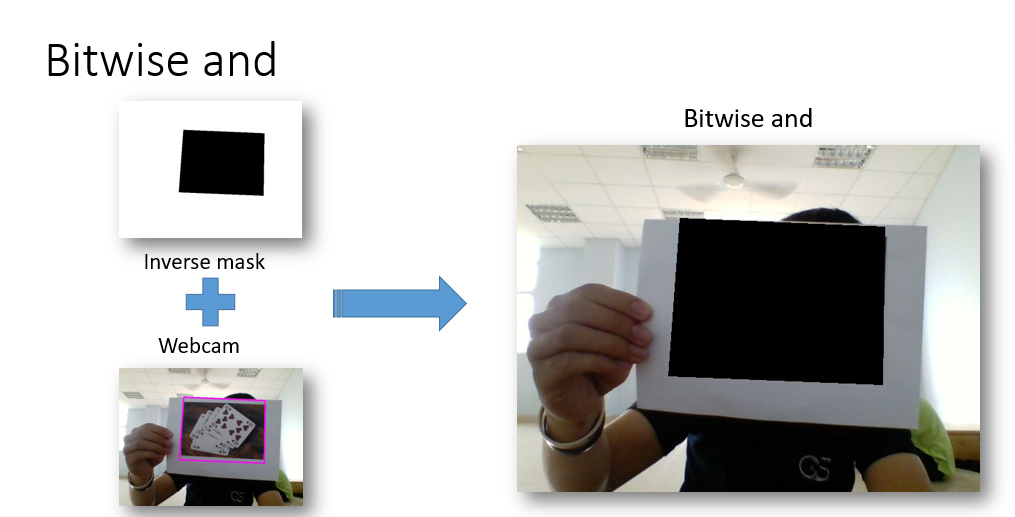 Bitwise and
Inverse mask
Webcam
Bitwise and